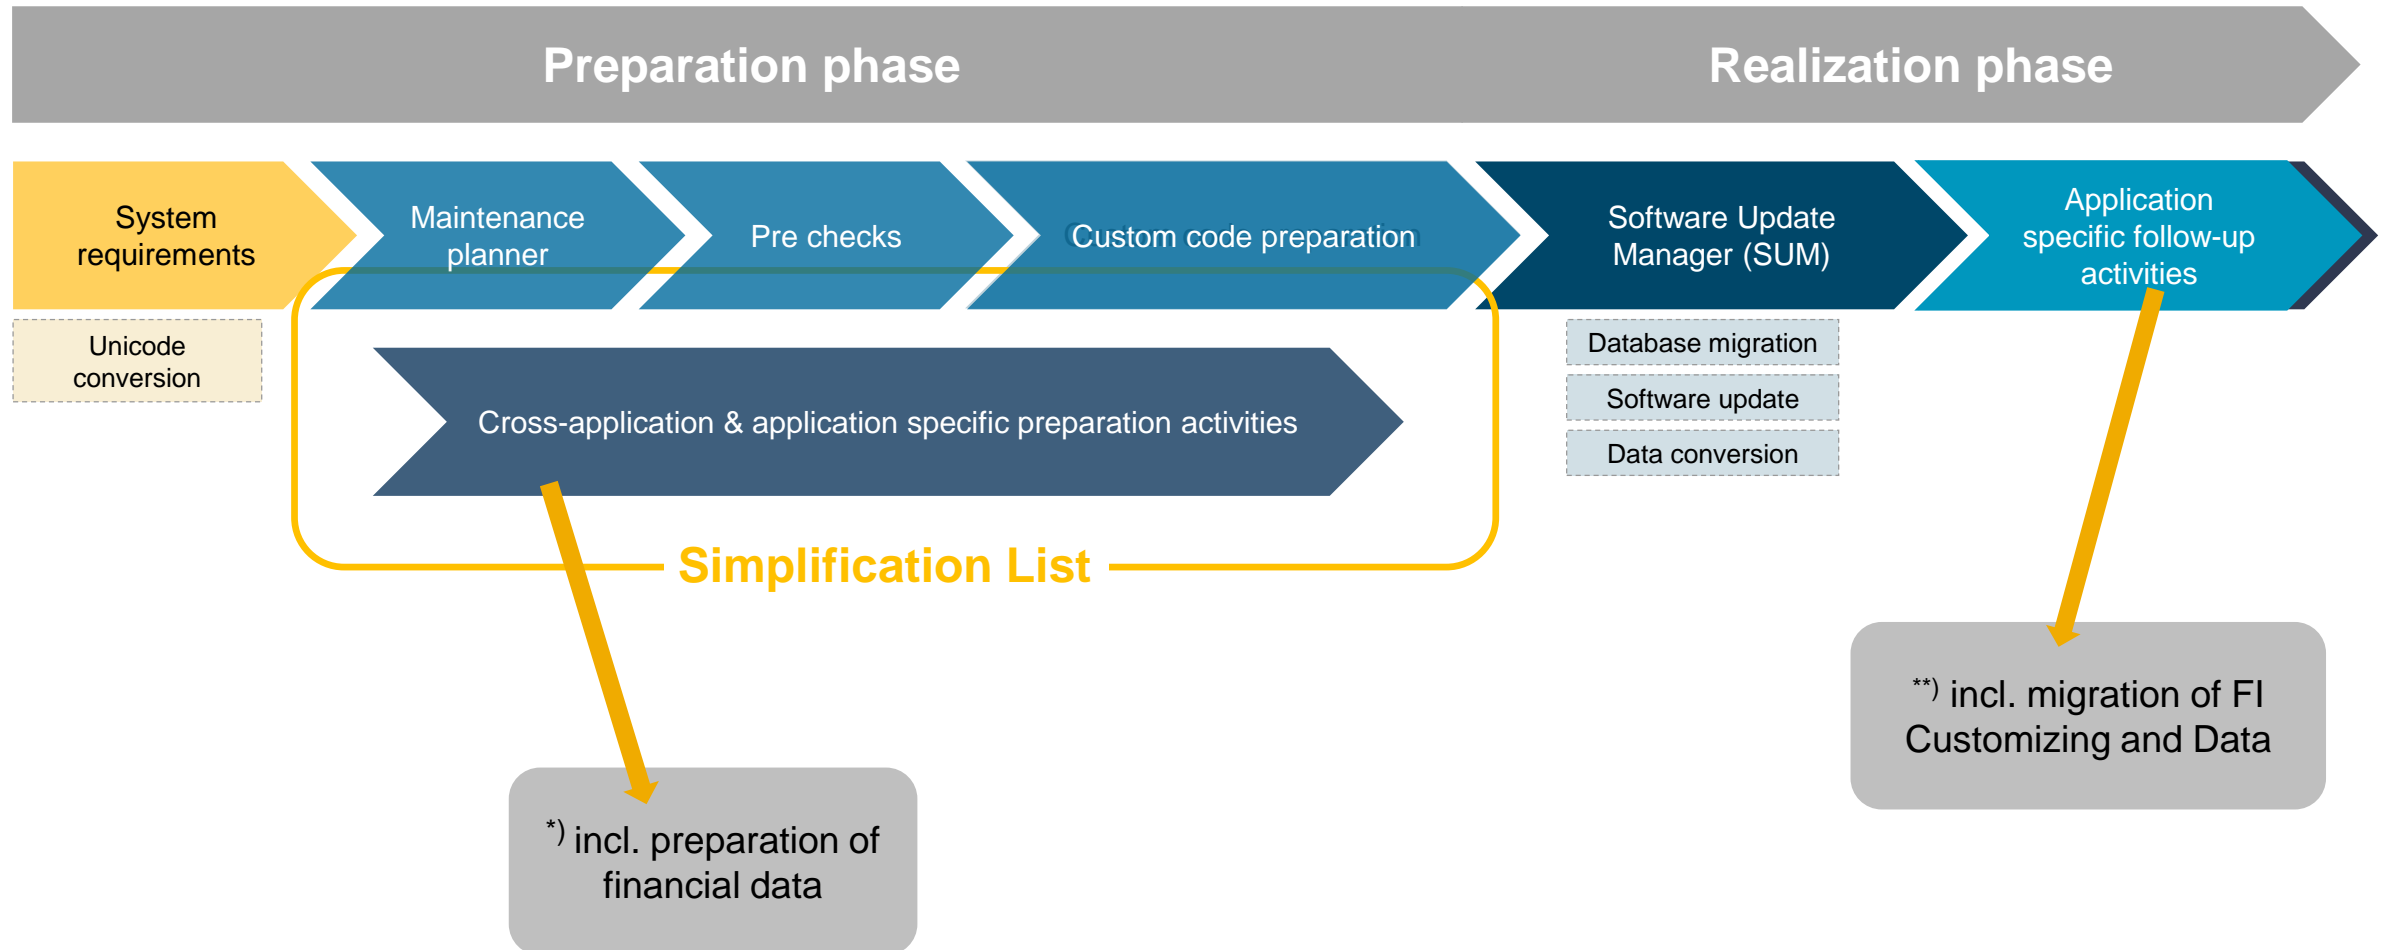 Preparation phase
Realization phase
System
requirements
Maintenance
planner
Pre checks
Custom code preparation
Software Update
Manager (SUM)
Application
specific follow-up
activities
Unicode
conversion
Database migration
Software update
Data conversion
Cross-application & application specific preparation activities
Simplification List
*) incl. preparation of
financial data
**) incl. migration of FI
Customizing and Data